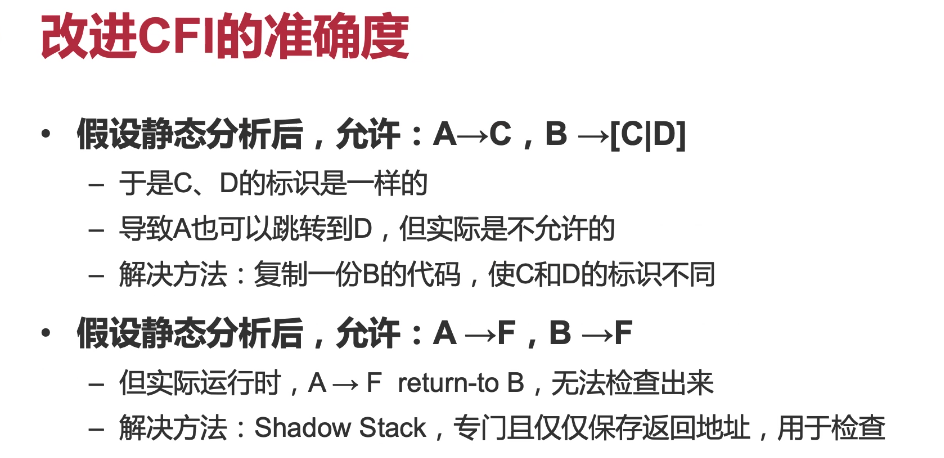 改进CFI的准确度
• 假设静态分析后，允许：A→C，B →[C|D]
– 于是C、D的标识是一样的
– 导致A也可以跳转到D，但实际是不允许的
– 解决方法：复制一份B的代码，使C和D的标识不同
• 假设静态分析后，允许：A →F，B →F
– 但实际运行时，A → F return-to B，无法检查出来
– 解决方法：Shadow Stack，专门且仅仅保存返回地址，用于检查